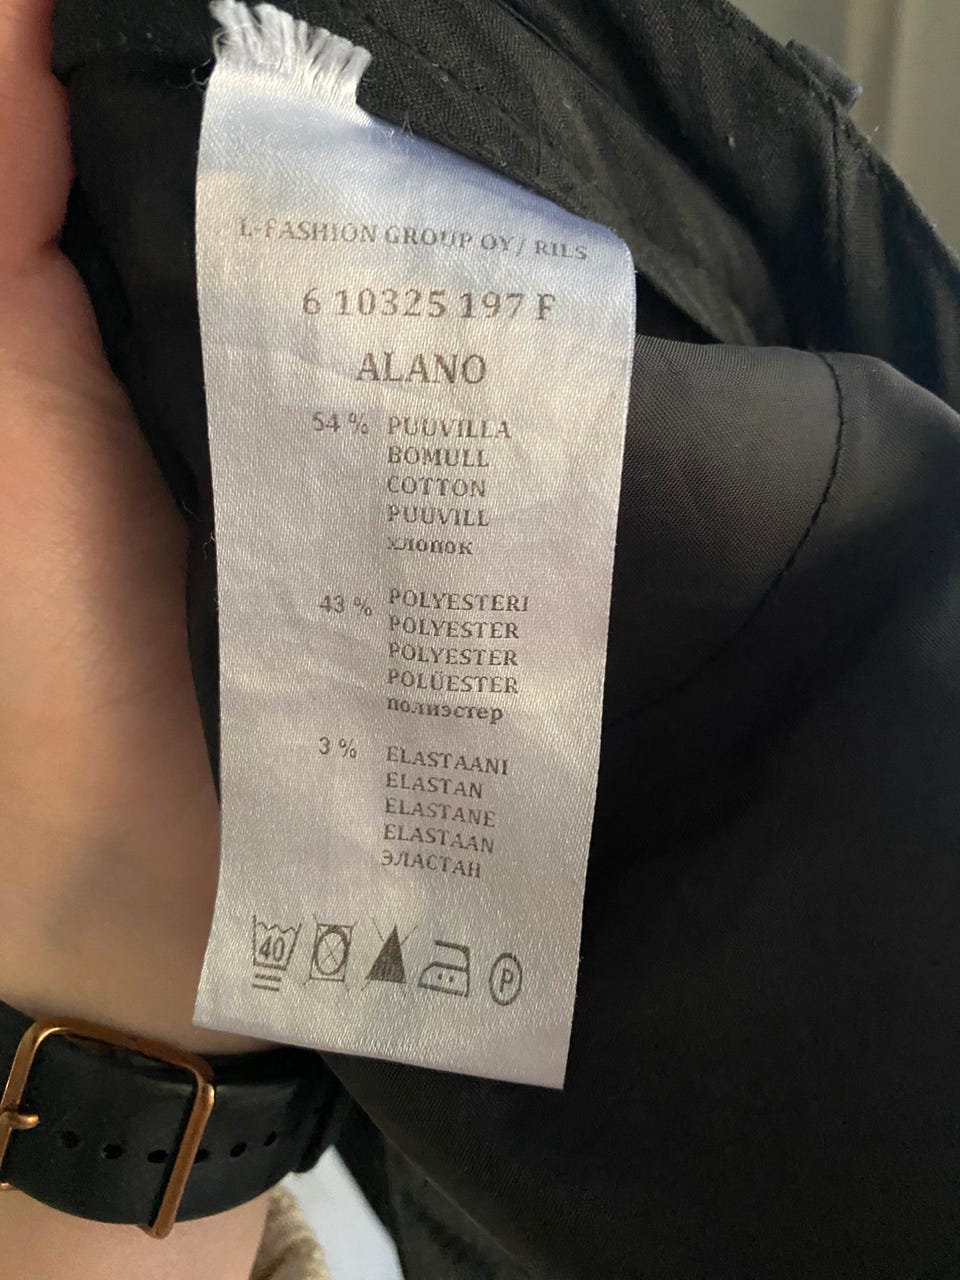 L-FASHION GROUP OY/ RILS
6 10325 197 F
ALANO
54 % PUUVILLA
BOMULL
COTTON
PUUVILL
хлопок
43 % POLYESTERI
POLYESTER
POLYESTER
POLÜESTER
полиэстер
3 % ELASTAANI
ELASTAN
ELASTANE
ELASTAAN
ЭЛАСТАН
40 P